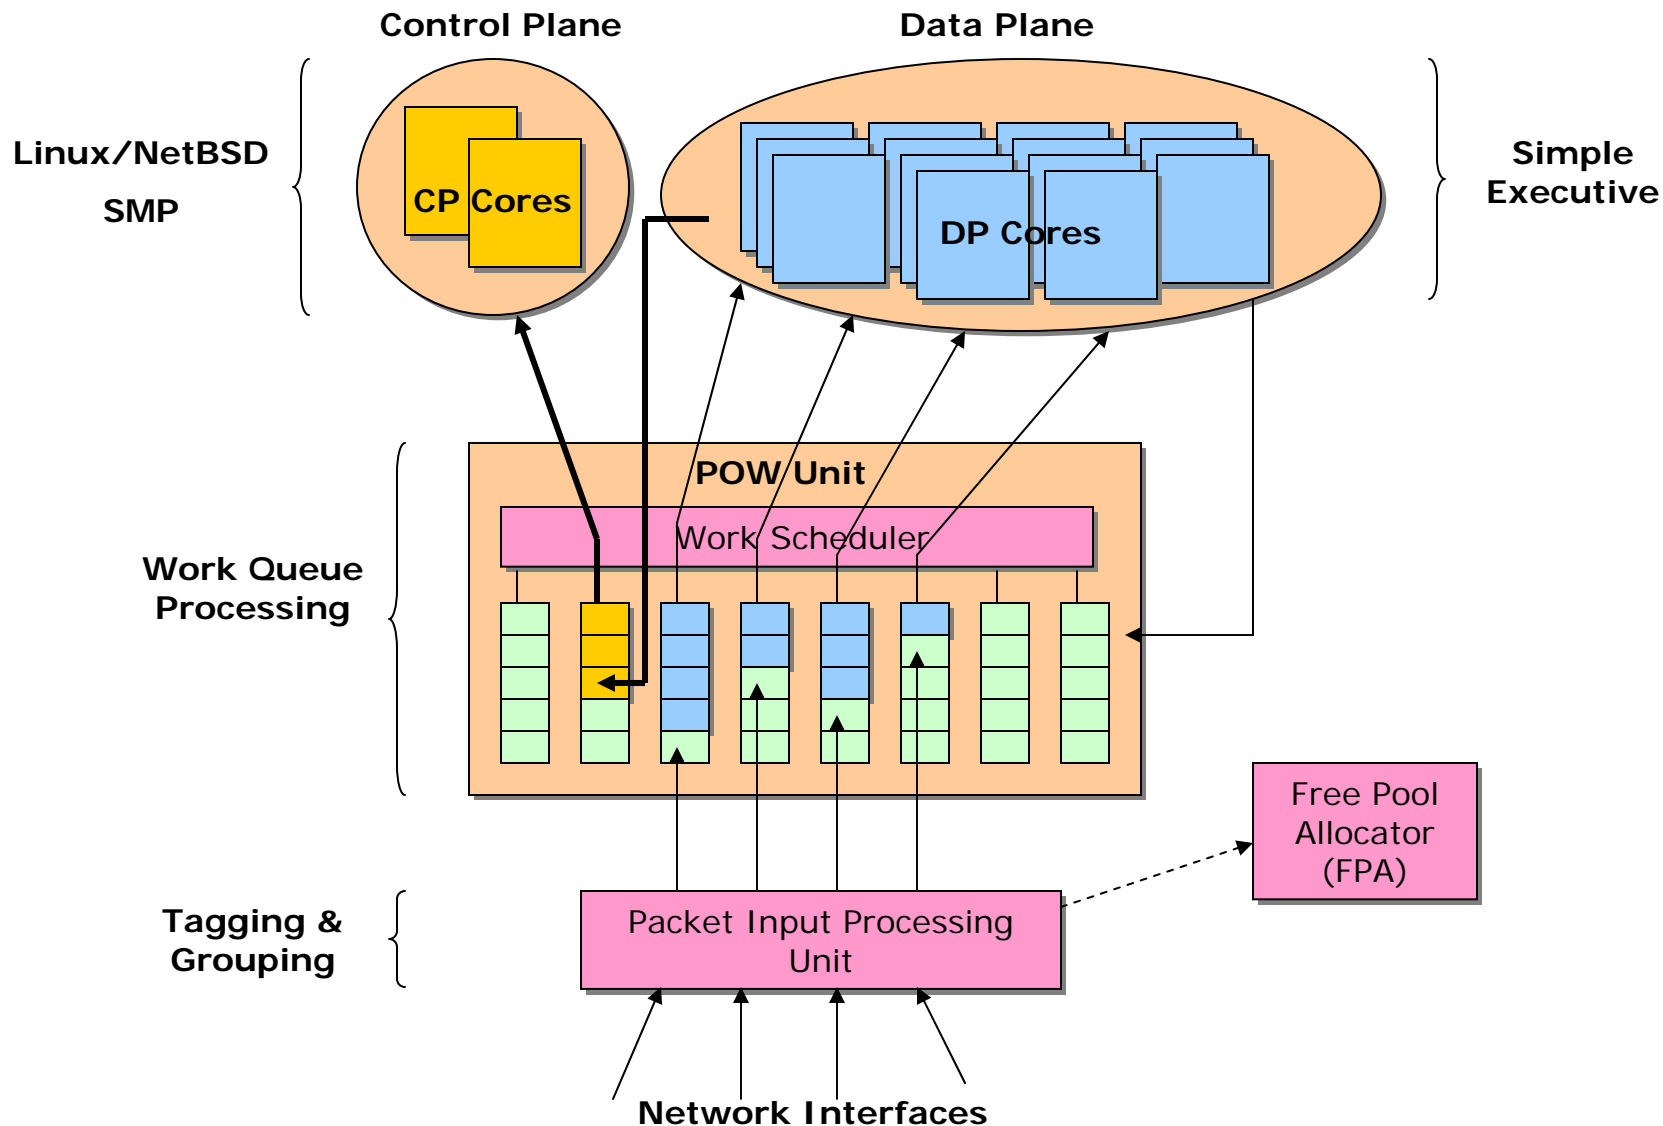 Control Plane
Data Plane
Linux/NetBSD
SMP
CP Cores
DP Cores
Simple
Executive
POW Unit
Work Scheduler
Work Queue
Processing
Free Pool
Allocator
(FPA)
Tagging &
Grouping
Packet Input Processing
Unit
Network Interfaces